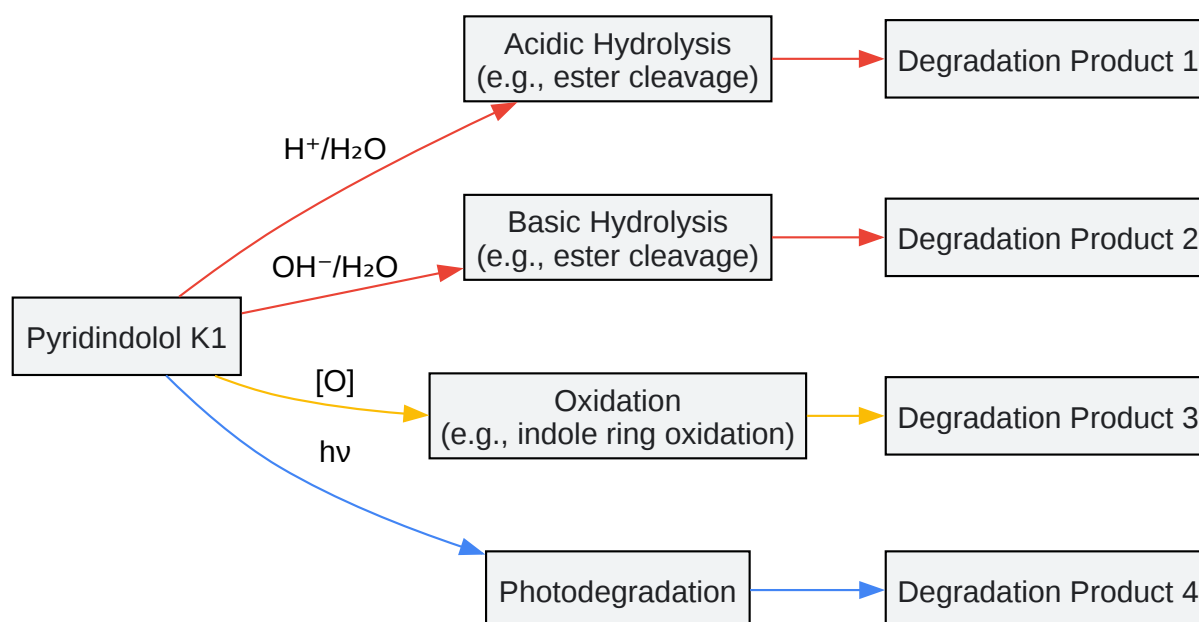 Acidic Hydrolysis
(e.g., ester cleavage)
Degradation Product 1
H⁺/H₂O
Basic Hydrolysis
(e.g., ester cleavage)
Degradation Product 2
OH⁻/H₂O
Pyridindolol K1
[O]
Oxidation
(e.g., indole ring oxidation)
Degradation Product 3
hν
Photodegradation
Degradation Product 4